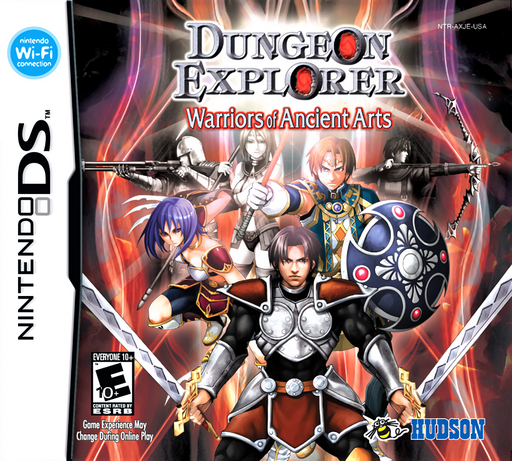 nintendo
Wi-Fi
connection
NINTENDO DS™
NTR-AXJE-USA
DUNGEON
EXPLORER
Warriors of Ancient Arts
EVERYONE 10+
E
10+
CONTENT RATED BY
ESRB
Game Experience May
Change During Online Play
HUDSON